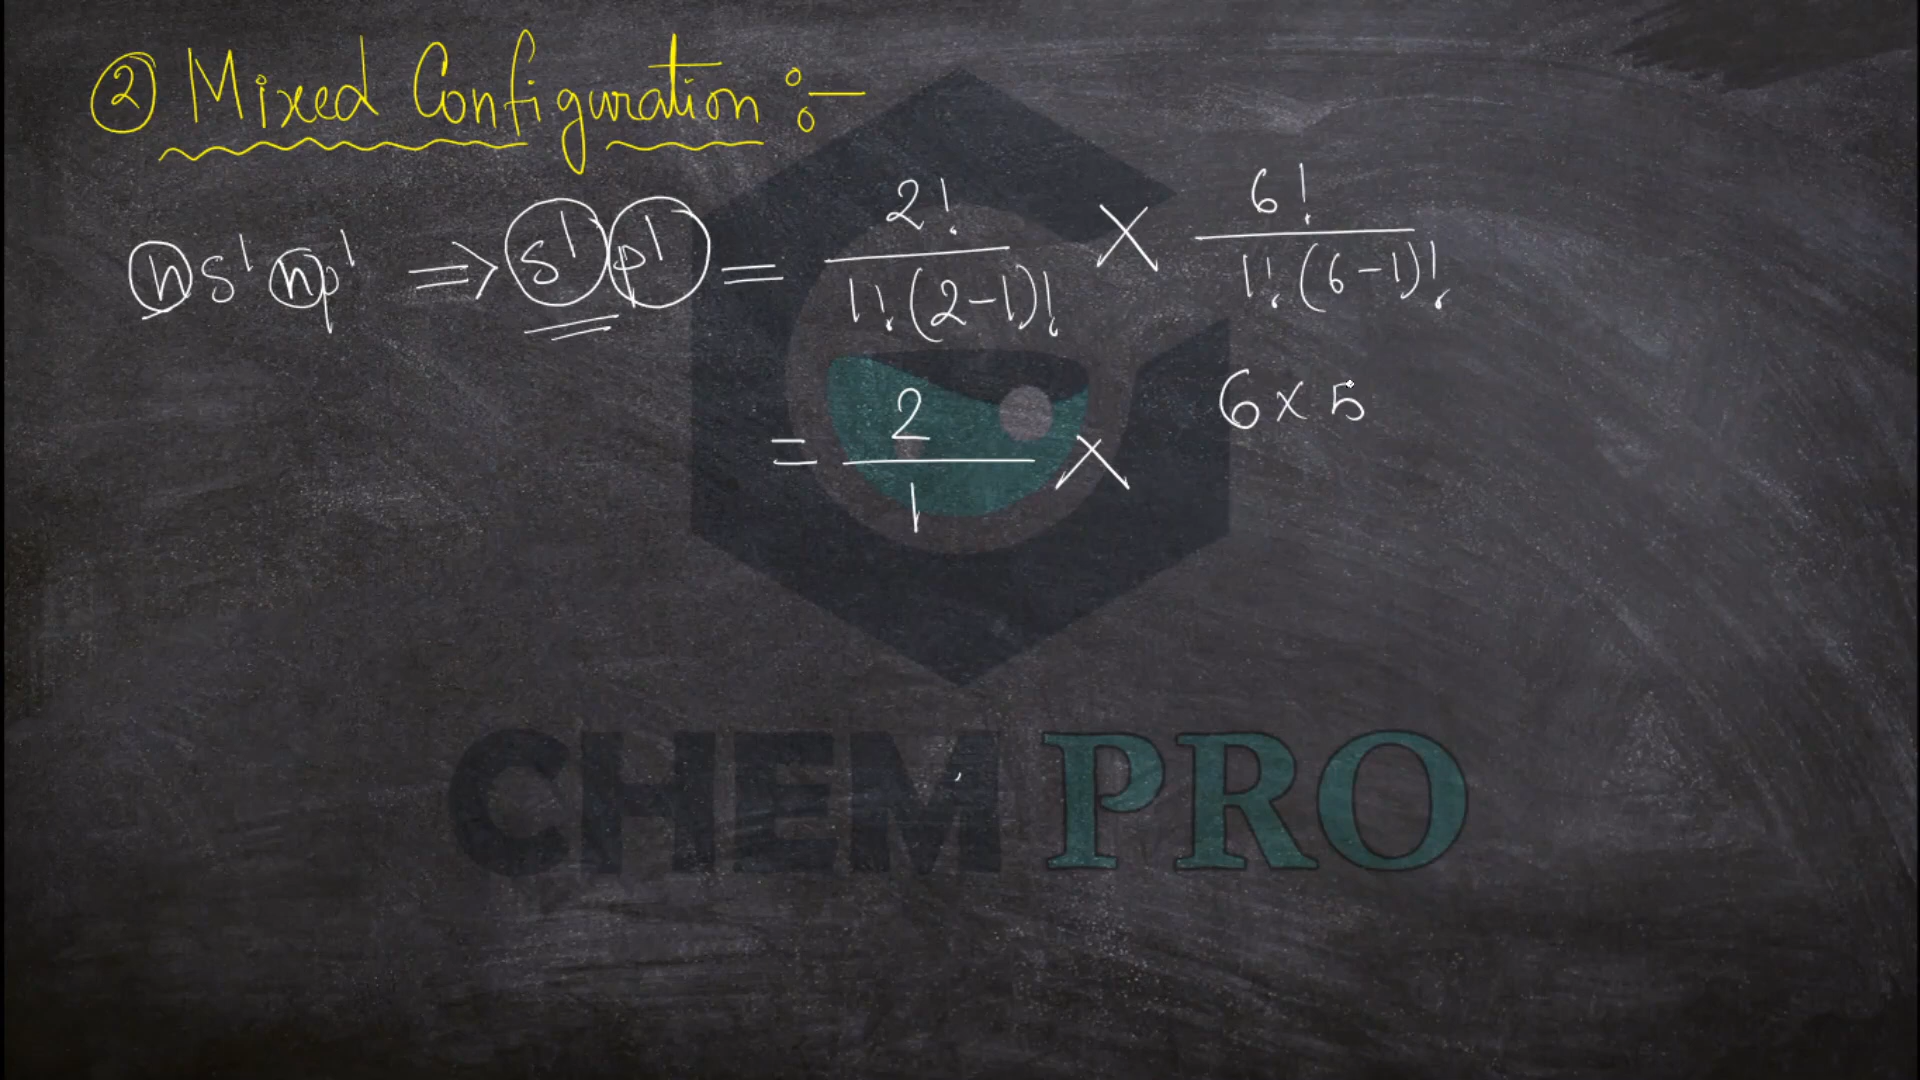 ② Mixed Configuration :-
ns¹ np¹ ⇒ s¹ p¹ = 2! / 1! (2-1)! × 6! / 1! (6-1)!
= 2 / 1 × 6 × 5
CHEM PRO